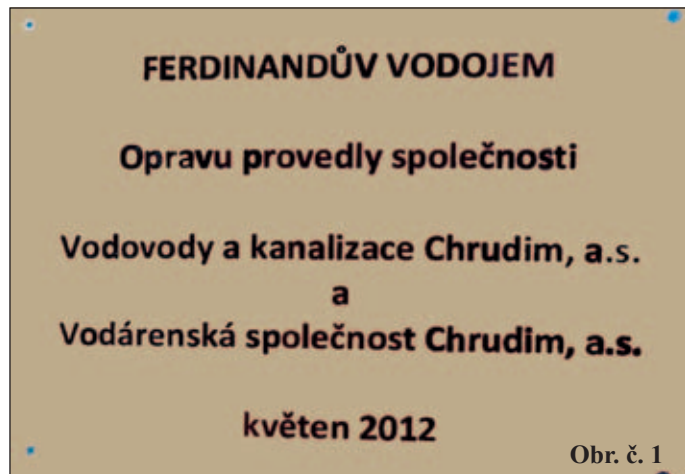 FERDINANDŮV VODOJEM
Opravu provedly společnosti
Vodovody a kanalizace Chrudim, a.s.
a
Vodárenská společnost Chrudim, a.s.
květen 2012
Obr. č. 1